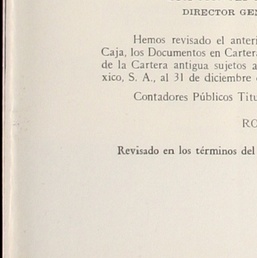 DIRECTOR GEN
Hemos revisado el anteri
Caja, los Documentos en Cartera
de la Cartera antigua sujetos a
xico, S. A., al 31 de diciembre
Contadores Públicos Titu
RO
Revisado en los términos del